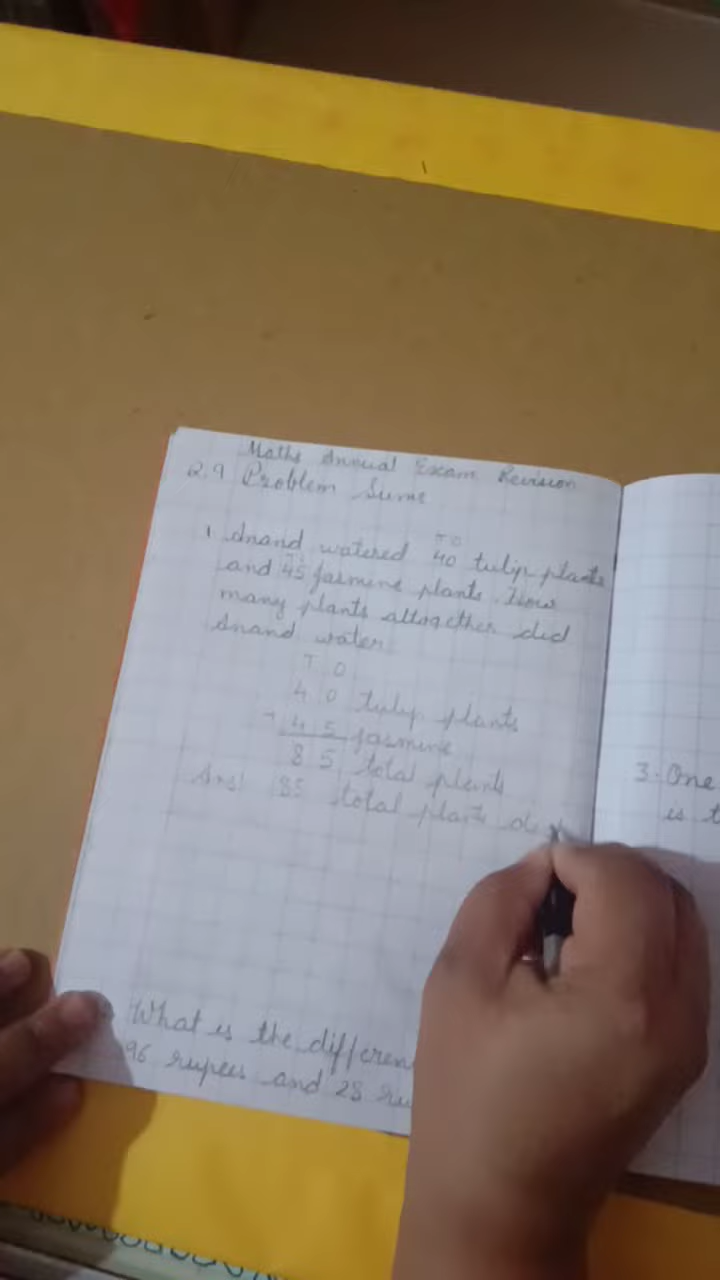 Maths Annual Exam Revision
2.9 Problem Sums
1 Anand watered 40 tulip plants
T O
and 45 jasmine plants. How
many plants altogether did
Anand water
T O
4 0 tulip plants
+ 4 5 jasmine
8 5 total plants
Ans: 85 total plants
What is the differen
96 rupees and 28 ru
3. One
is t